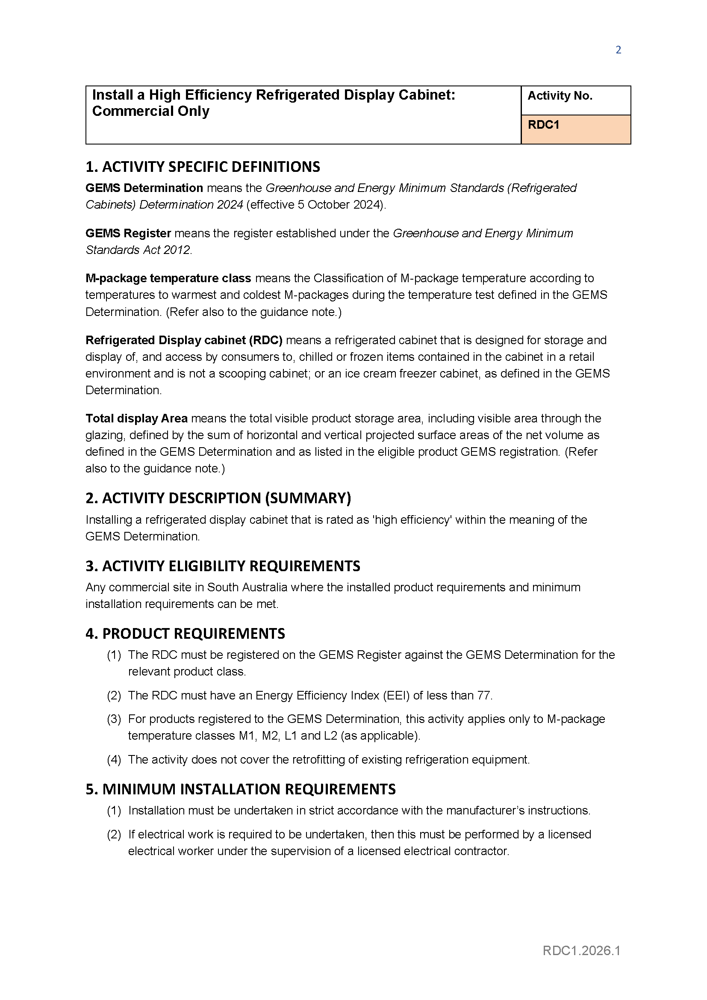 2
Install a High Efficiency Refrigerated Display Cabinet:
Commercial Only
Activity No.
RDC1
1. ACTIVITY SPECIFIC DEFINITIONS
GEMS Determination means the Greenhouse and Energy Minimum Standards (Refrigerated
Cabinets) Determination 2024 (effective 5 October 2024).
GEMS Register means the register established under the Greenhouse and Energy Minimum
Standards Act 2012.
M-package temperature class means the Classification of M-package temperature according to
temperatures to warmest and coldest M-packages during the temperature test defined in the GEMS
Determination. (Refer also to the guidance note.)
Refrigerated Display cabinet (RDC) means a refrigerated cabinet that is designed for storage and
display of, and access by consumers to, chilled or frozen items contained in the cabinet in a retail
environment and is not a scooping cabinet; or an ice cream freezer cabinet, as defined in the GEMS
Determination.
Total display Area means the total visible product storage area, including visible area through the
glazing, defined by the sum of horizontal and vertical projected surface areas of the net volume as
defined in the GEMS Determination and as listed in the eligible product GEMS registration. (Refer
also to the guidance note.)
2. ACTIVITY DESCRIPTION (SUMMARY)
Installing a refrigerated display cabinet that is rated as 'high efficiency' within the meaning of the
GEMS Determination.
3. ACTIVITY ELIGIBILITY REQUIREMENTS
Any commercial site in South Australia where the installed product requirements and minimum
installation requirements can be met.
4. PRODUCT REQUIREMENTS
(1) The RDC must be registered on the GEMS Register against the GEMS Determination for the
relevant product class.
(2) The RDC must have an Energy Efficiency Index (EEI) of less than 77.
(3) For products registered to the GEMS Determination, this activity applies only to M-package
temperature classes M1, M2, L1 and L2 (as applicable).
(4) The activity does not cover the retrofitting of existing refrigeration equipment.
5. MINIMUM INSTALLATION REQUIREMENTS
(1) Installation must be undertaken in strict accordance with the manufacturer’s instructions.
(2) If electrical work is required to be undertaken, then this must be performed by a licensed
electrical worker under the supervision of a licensed electrical contractor.
RDC1.2026.1